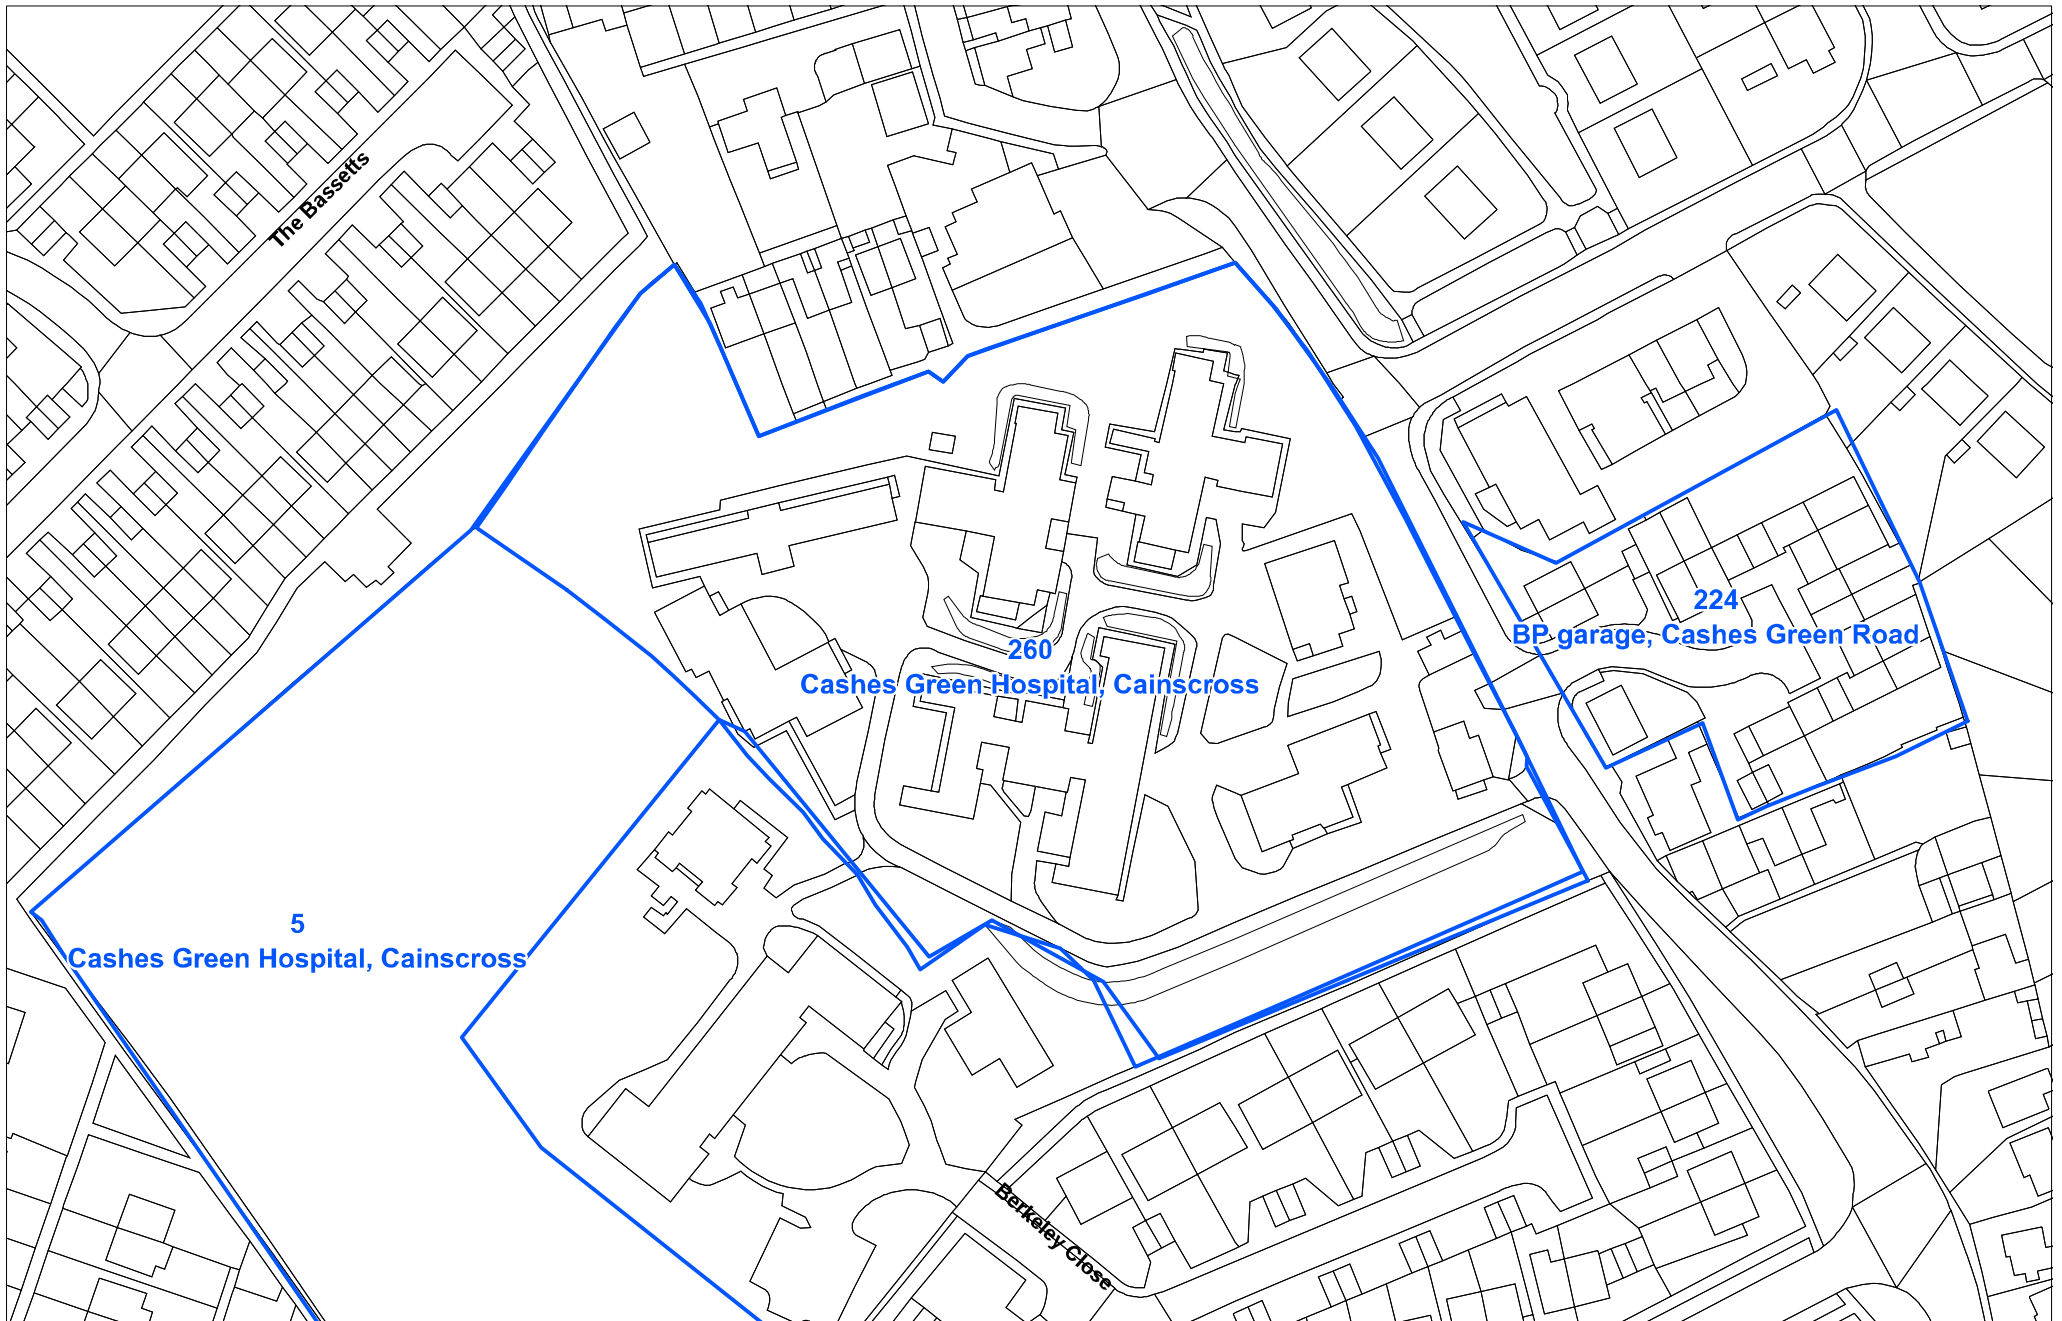 The Bassetts
224
BP garage, Cashes Green Road
260
Cashes Green Hospital, Cainscross
5
Cashes Green Hospital, Cainscross
Berkeley Close